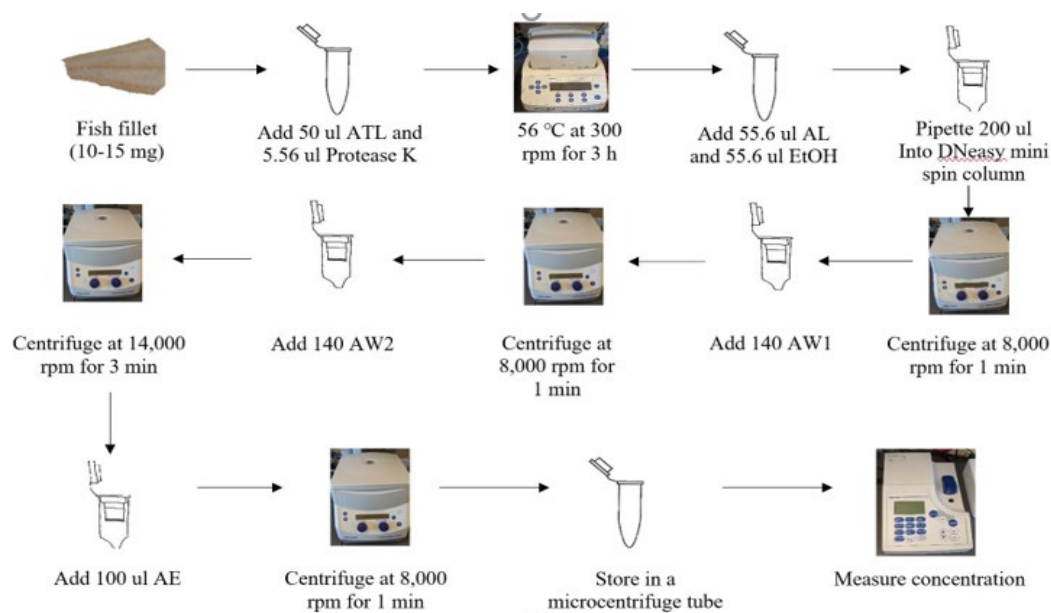 Fish fillet
(10-15 mg)
Add 50 ul ATL and
5.56 ul Protease K
56 °C at 300
rpm for 3 h
Add 55.6 ul AL
and 55.6 ul EtOH
Pipette 200 ul
Into DNeasy mini
spin column
Centrifuge at 8,000
rpm for 1 min
Add 140 AW1
Centrifuge at
8,000 rpm for
1 min
Add 140 AW2
Centrifuge at 14,000
rpm for 3 min
Add 100 ul AE
Centrifuge at 8,000
rpm for 1 min
Store in a
microcentrifuge tube
Measure concentration